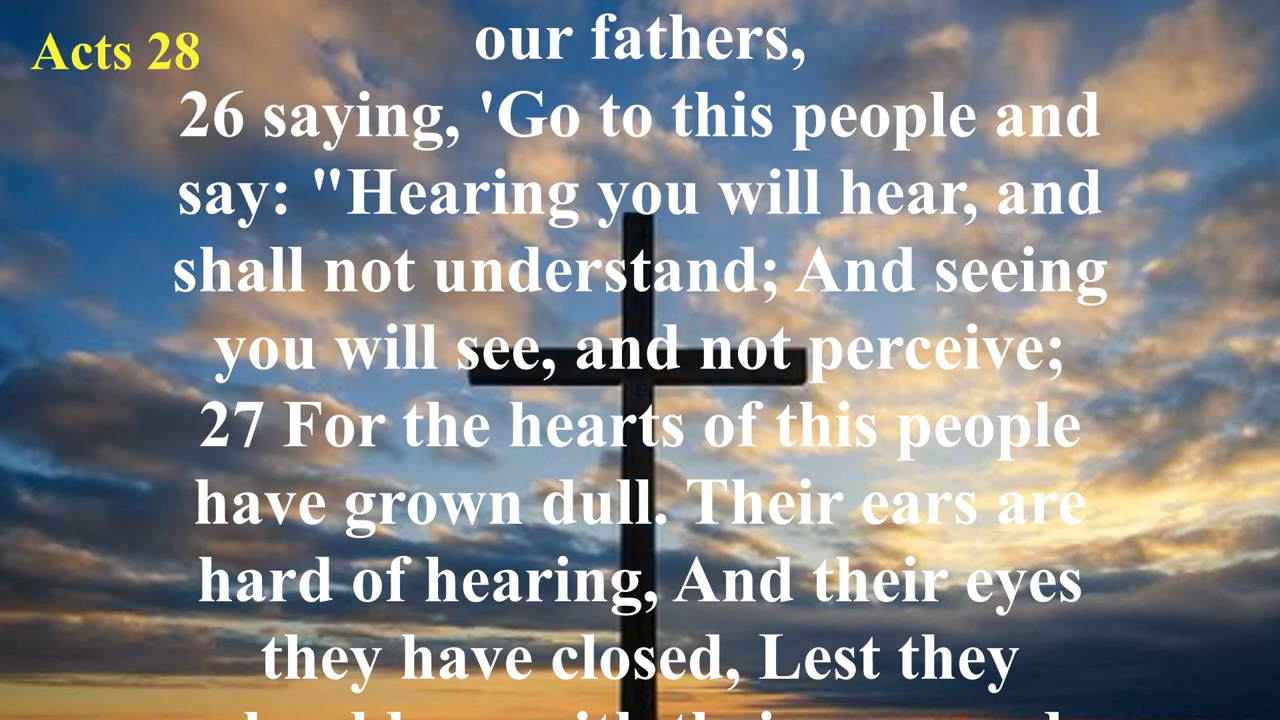 Acts 28
our fathers,
26 saying, 'Go to this people and
say: "Hearing you will hear, and
shall not understand; And seeing
you will see, and not perceive;
27 For the hearts of this people
have grown dull. Their ears are
hard of hearing, And their eyes
they have closed, Lest they